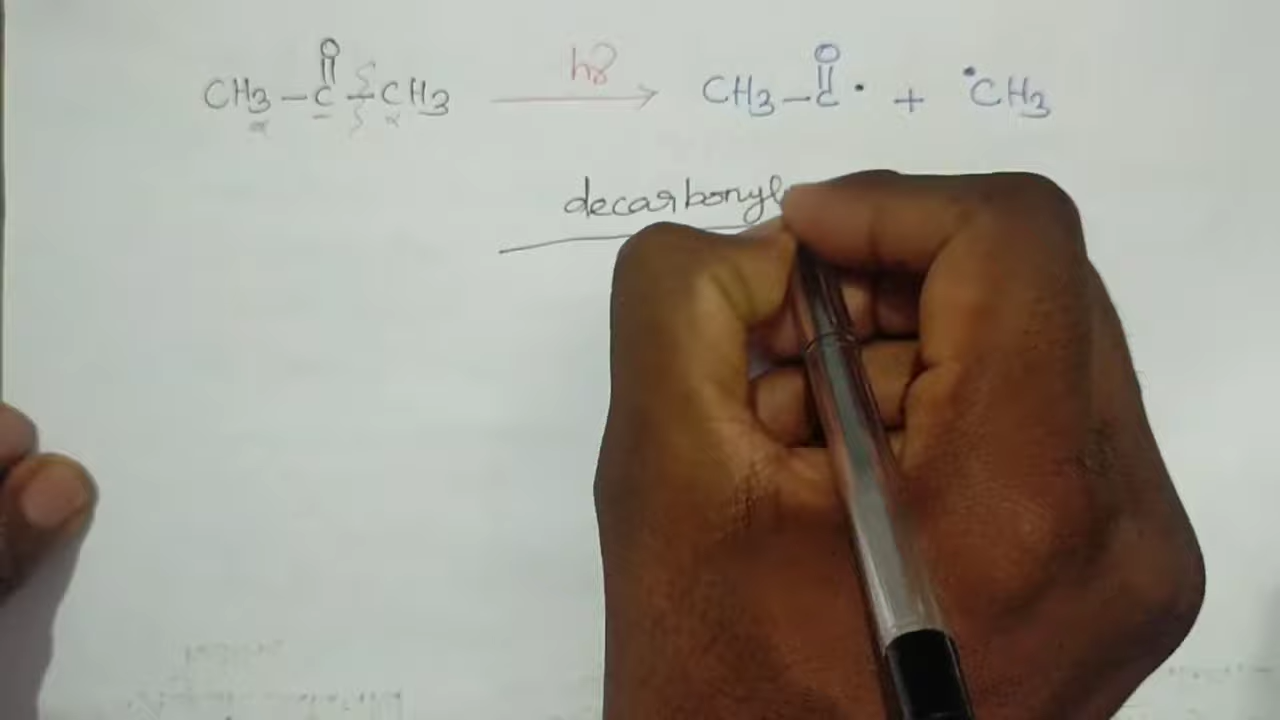 O O
CH3 – C – CH3 hν → CH3 – C • + •CH3
α α
decarbonyl